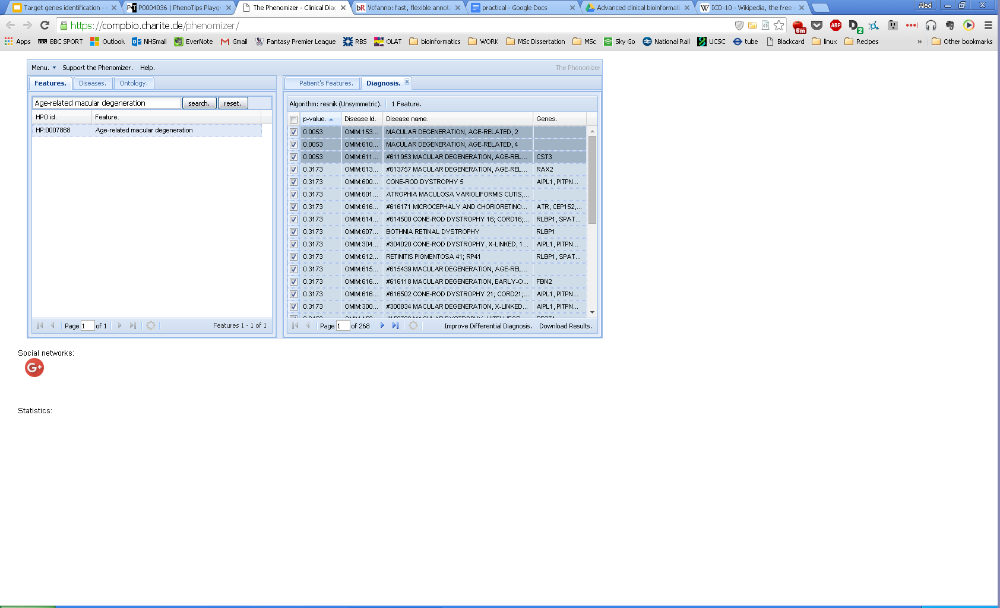 Target genes identification -
P0004036 | PhenoTips Playgr
The Phenomizer - Clinical Diag
bR Vcfanno: fast, flexible annota
practical - Google Docs
Advanced clinical bioinformati
W ICD-10 - Wikipedia, the free
Aled
https://compbio.charite.de/phenomizer/
6m
ABP
2
Apps
BBC BBC SPORT
Outlook
NHSmail
EverNote
Gmail
Fantasy Premier League
RBS
OLAT
bioinformatics
WORK
MSc Dissertation
MSc
Sky Go
National Rail
UCSC
tube
Blackcard
linux
Recipes
»
Other bookmarks
Menu. Support the Phenomizer. Help. The Phenomizer
Features. Diseases. Ontology.
Age-related macular degeneration search. reset.
HPO id. Feature.
HP:0007868 Age-related macular degeneration
Page 1 of 1 Features 1 - 1 of 1
Patient's Features. Diagnosis.
Algorithm: resnik (Unsymmetric). 1 Feature.
p-value. Disease Id. Disease name. Genes.
0.0053 OMIM:153... MACULAR DEGENERATION, AGE-RELATED, 2
0.0053 OMIM:610... MACULAR DEGENERATION, AGE-RELATED, 4
0.0053 OMIM:611... #611953 MACULAR DEGENERATION, AGE-REL... CST3
0.3173 OMIM:613... #613757 MACULAR DEGENERATION, AGE-REL... RAX2
0.3173 OMIM:600... CONE-ROD DYSTROPHY 5 AIPL1, PITPN...
0.3173 OMIM:601... ATROPHIA MACULOSA VARIOLIFORMIS CUTIS,...
0.3173 OMIM:616... #616171 MICROCEPHALY AND CHORIORETINO... ATR, CEP152,...
0.3173 OMIM:614... #614500 CONE-ROD DYSTROPHY 16; CORD16;... RLBP1, SPAT...
0.3173 OMIM:607... BOTHNIA RETINAL DYSTROPHY RLBP1
0.3173 OMIM:304... #304020 CONE-ROD DYSTROPHY, X-LINKED, 1... AIPL1, PITPN...
0.3173 OMIM:612... RETINITIS PIGMENTOSA 41; RP41 RLBP1, SPAT...
0.3173 OMIM:615... #615439 MACULAR DEGENERATION, AGE-REL...
0.3173 OMIM:616... #616118 MACULAR DEGENERATION, EARLY-O... FBN2
0.3173 OMIM:616... #616502 CONE-ROD DYSTROPHY 21; CORD21;... AIPL1, PITPN...
0.3173 OMIM:300... #300834 MACULAR DEGENERATION, X-LINKED... AIPL1, PITPN...
Page 1 of 268 Improve Differential Diagnosis. Download Results.
Social networks:
G+
Statistics: